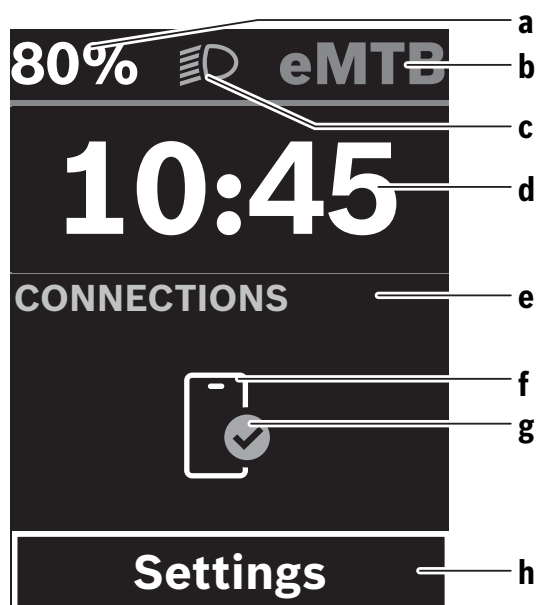 a
80% eMTB b
c
10:45 d
CONNECTIONS e
f
g
Settings h